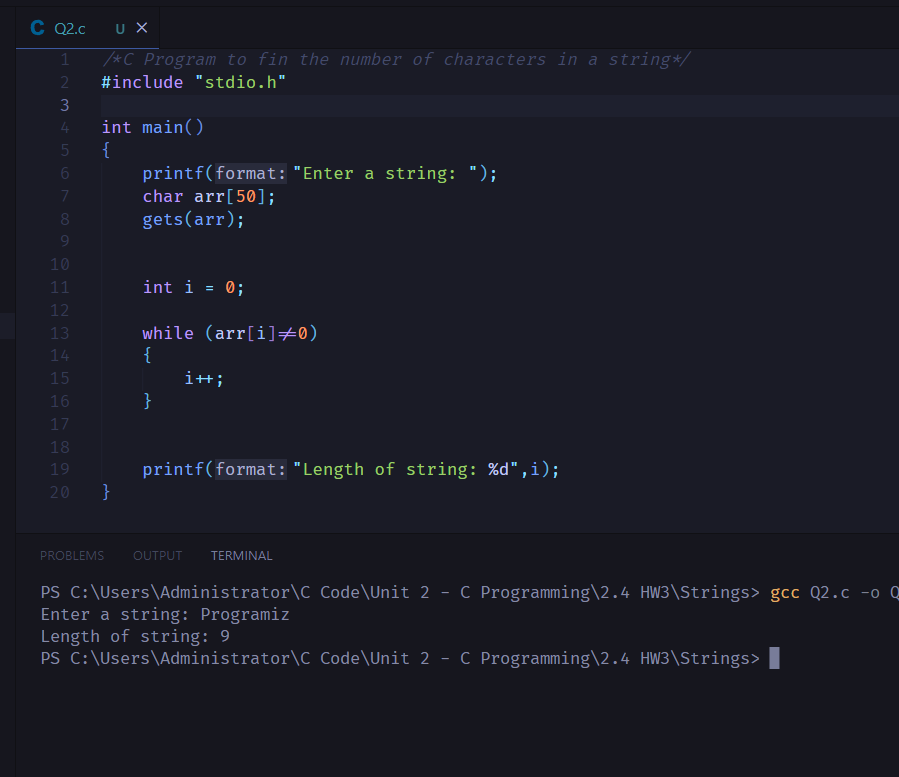 C Q2.c U ×
1 /*C Program to fin the number of characters in a string*/
2 #include "stdio.h"
3
4 int main()
5 {
6 printf(format:"Enter a string: ");
7 char arr[50];
8 gets(arr);
9
10
11 int i = 0;
12
13 while (arr[i]≠0)
14 {
15 i++;
16 }
17
18
19 printf(format:"Length of string: %d",i);
20 }
PROBLEMS OUTPUT TERMINAL
PS C:\Users\Administrator\C Code\Unit 2 - C Programming\2.4 HW3\Strings> gcc Q2.c -o Q
Enter a string: Programiz
Length of string: 9
PS C:\Users\Administrator\C Code\Unit 2 - C Programming\2.4 HW3\Strings>